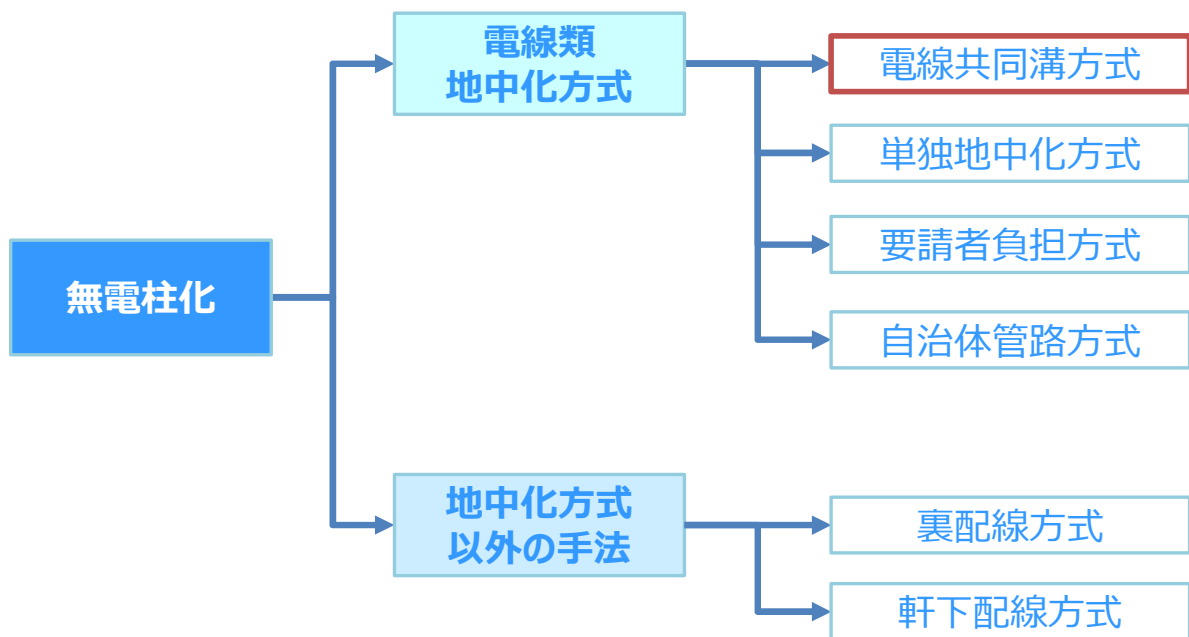 無電柱化
電線類
地中化方式
電線共同溝方式
単独地中化方式
要請者負担方式
自治体管路方式
地中化方式
以外の手法
裏配線方式
軒下配線方式